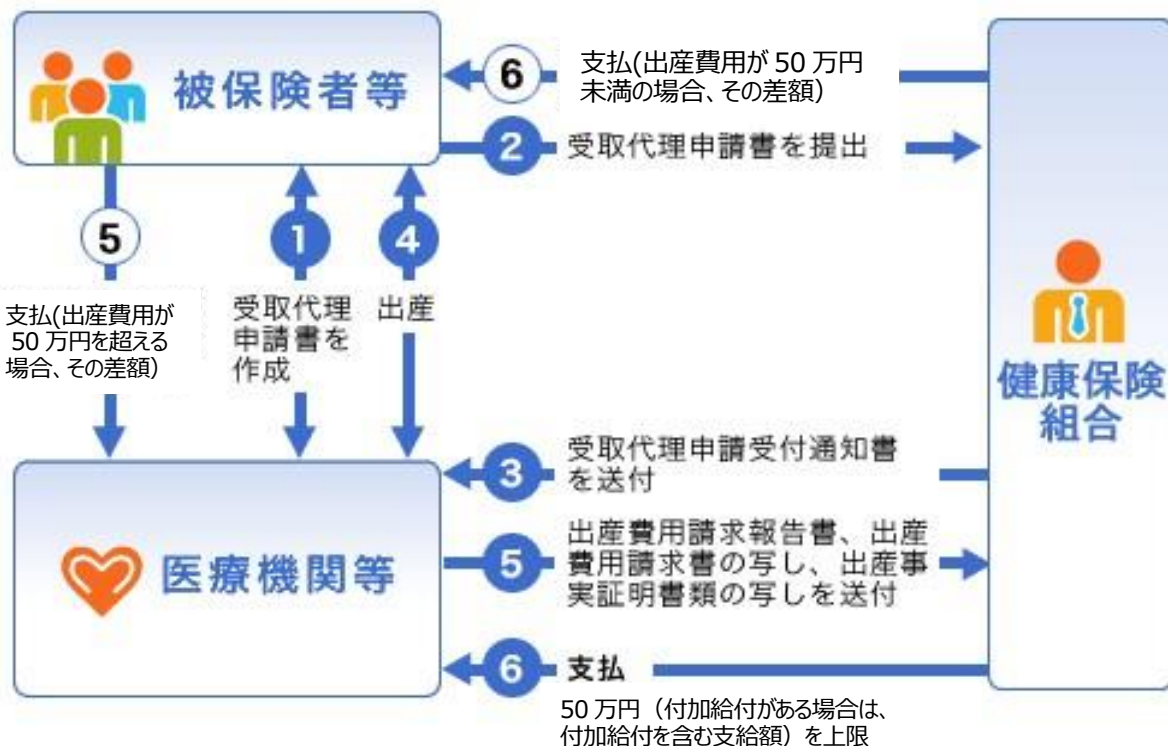 被保険者等
⑥
支払(出産費用が 50 万円
未満の場合、その差額)
❷
受取代理申請書を提出
⑤
❶
❹
支払(出産費用が
50 万円を超える
場合、その差額)
受取代理
申請書を
作成
出産
健康保険
組合
❸
受取代理申請受付通知書
を送付
医療機関等
❺
出産費用請求報告書、出産
費用請求書の写し、出産事
実証明書類の写しを送付
❻
支払
50 万円（付加給付がある場合は、
付加給付を含む支給額）を上限